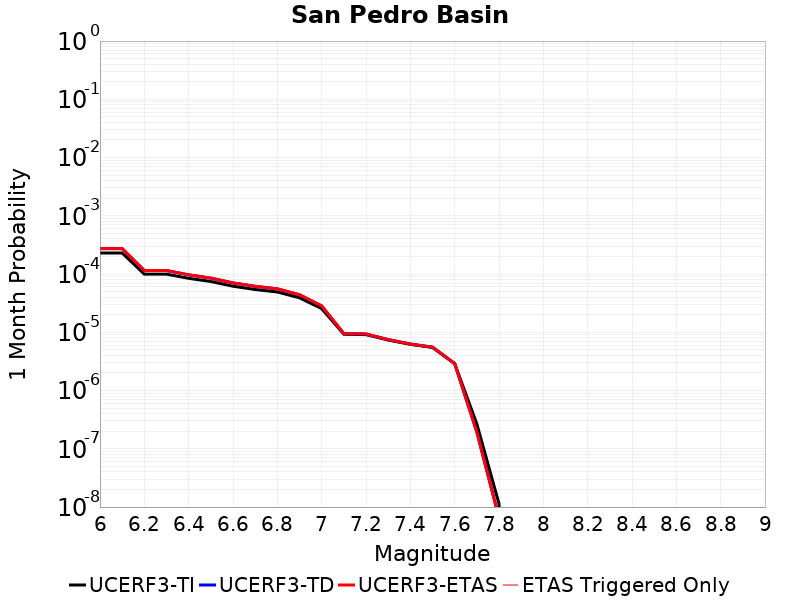 San Pedro Basin
10^0
10^-1
10^-2
10^-3
10^-4
10^-5
10^-6
10^-7
10^-8
1 Month Probability
6 6.2 6.4 6.6 6.8 7 7.2 7.4 7.6 7.8 8 8.2 8.4 8.6 8.8 9
Magnitude
UCERF3-TI UCERF3-TD UCERF3-ETAS ETAS Triggered Only